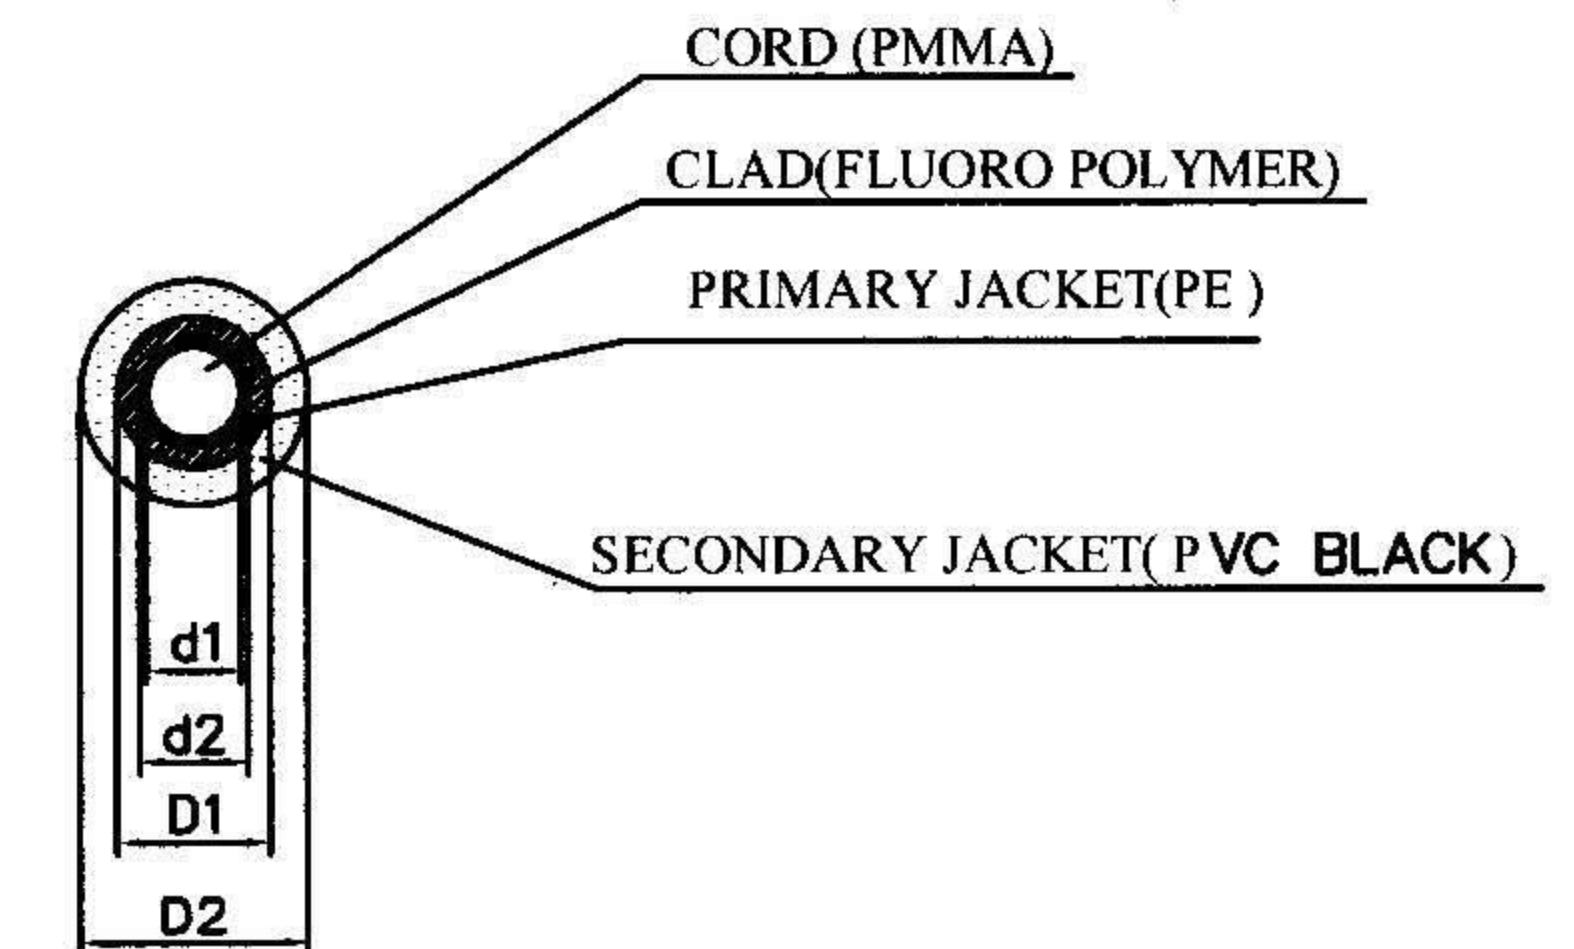 CORD (PMMA)
CLAD(FLUORO POLYMER)
PRIMARY JACKET(PE )
SECONDARY JACKET( PVC BLACK)
d1
d2
D1
D2